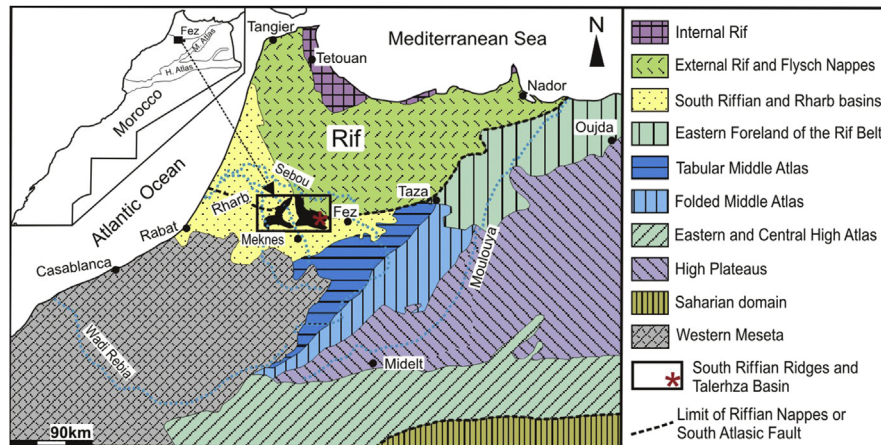 Fez
M. Atlas
H. Atlas
Morocco
Tangier
Mediterranean Sea
N
Tetouan
Nador
Oujda
Rif
Atlantic Ocean
Sebou
Rharb
Taza
Fez
Rabat
Meknes
Moulouya
Casablanca
Wadi Rebia
Midelt
90km
Internal Rif
External Rif and Flysch Nappes
South Riffian and Rharb basins
Eastern Foreland of the Rif Belt
Tabular Middle Atlas
Folded Middle Atlas
Eastern and Central High Atlas
High Plateaus
Saharian domain
Western Meseta
South Riffian Ridges and
Talerhza Basin
Limit of Riffian Nappes or
South Atlasic Fault